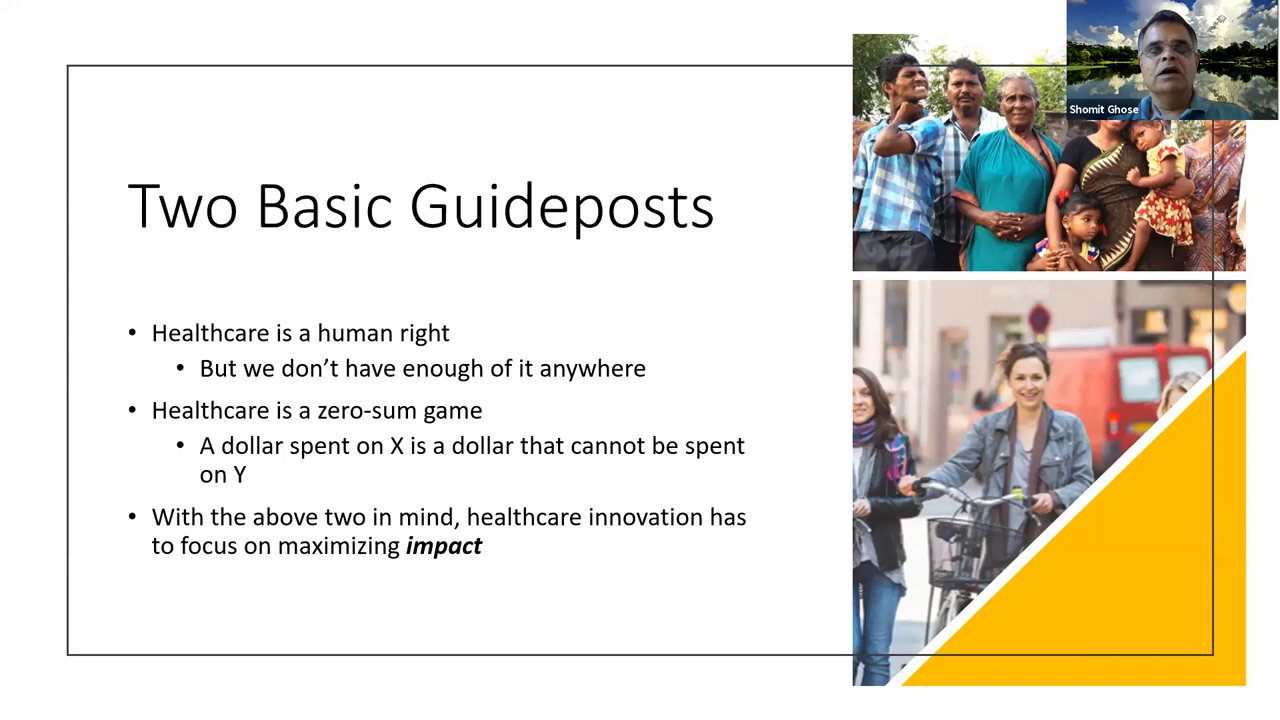 Shomit Ghose
Two Basic Guideposts
• Healthcare is a human right
• But we don’t have enough of it anywhere
• Healthcare is a zero-sum game
• A dollar spent on X is a dollar that cannot be spent
on Y
• With the above two in mind, healthcare innovation has
to focus on maximizing impact